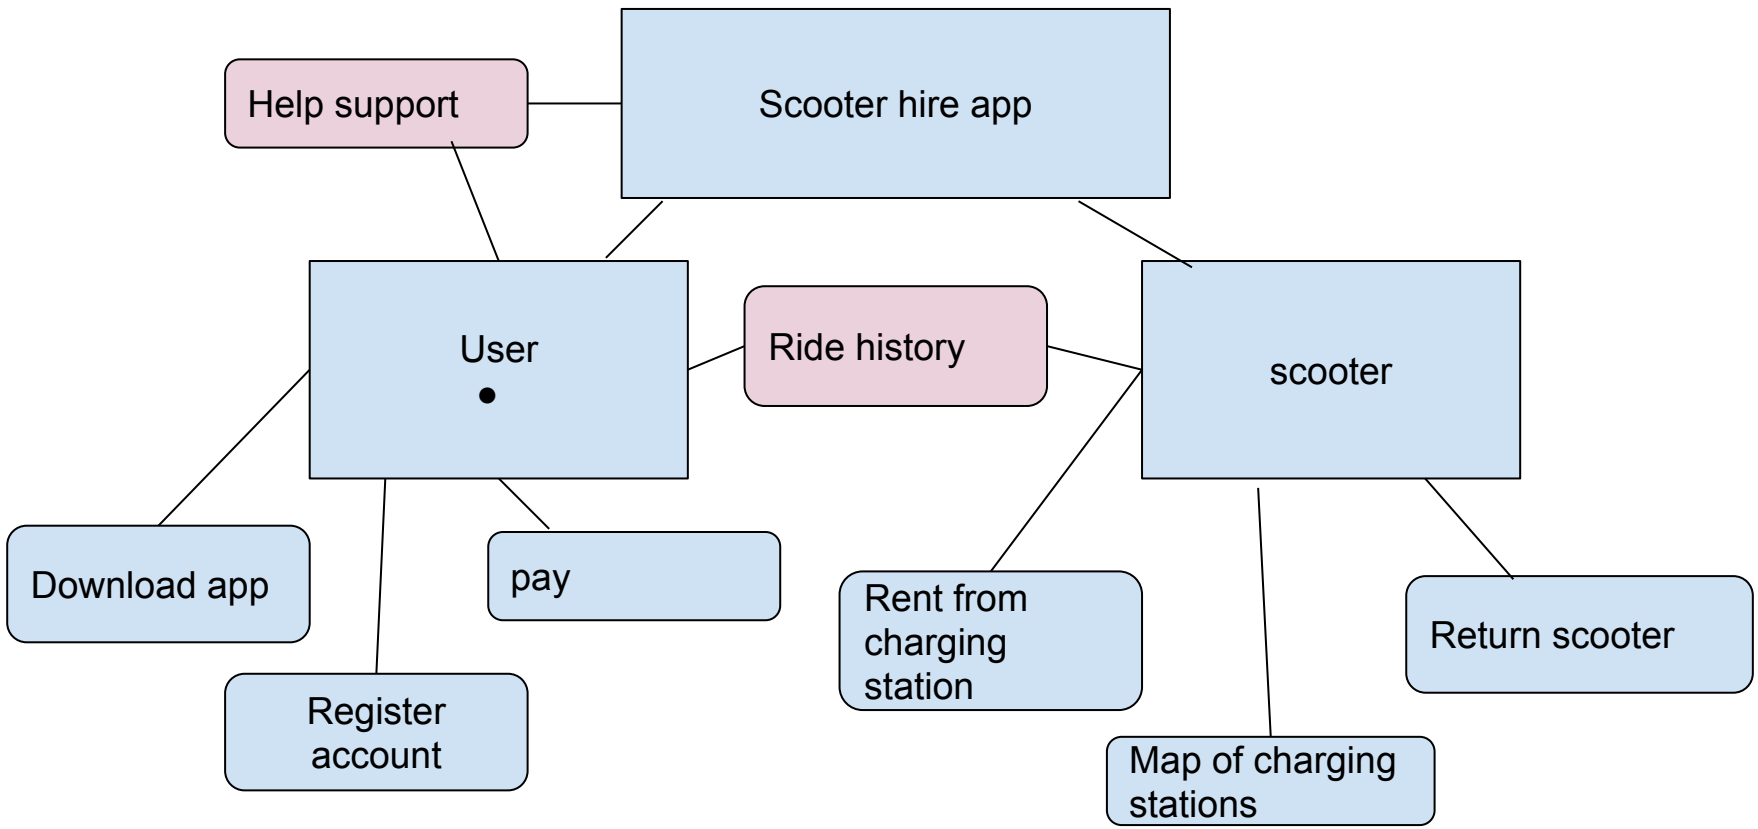 Help support
Scooter hire app
User
●
Ride history
scooter
Download app
pay
Rent from
charging
station
Return scooter
Register
account
Map of charging
stations